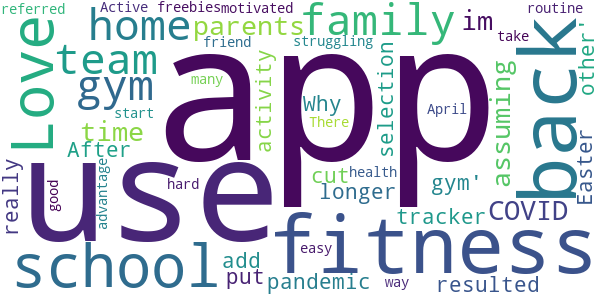 referred
Active freebies motivated
home
parents
family
im
routine
take
Love
team
friend
struggling
gym
app
back
other'
many
activity
selection
Why
There
April
assuming
time
start
After
use
really
good
advantage
hard
cut
health
longer
gym'
Easter
fitness
easy
tracker
COVID
school
add
put
pandemic
way
resulted